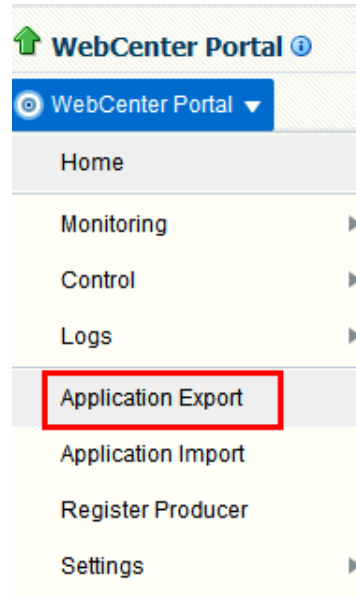 WebCenter Portal
WebCenter Portal
Home
Monitoring
Control
Logs
Application Export
Application Import
Register Producer
Settings